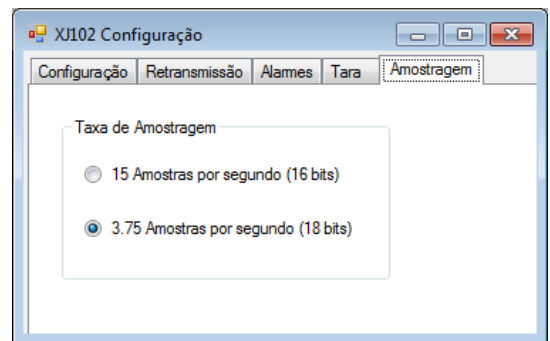 XJ102 Configuração
Configuração Retransmissão Alarmes Tara Amostragem
Taxa de Amostragem
15 Amostras por segundo (16 bits)
3.75 Amostras por segundo (18 bits)